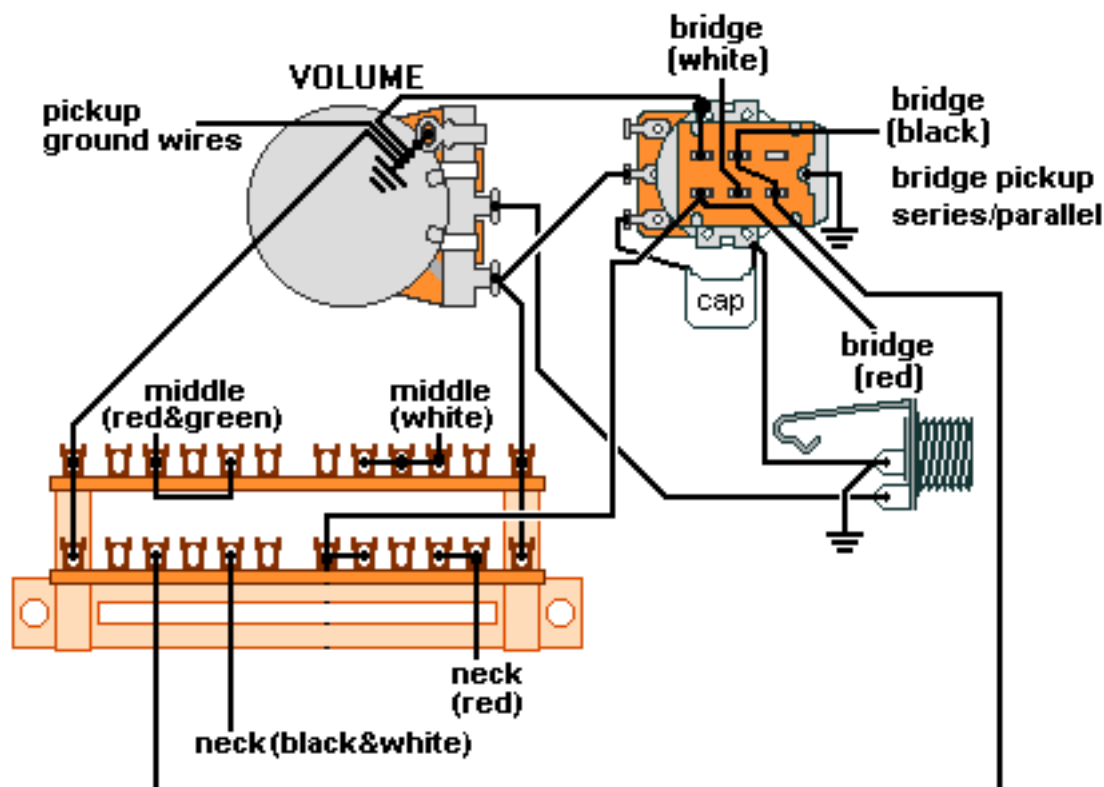 bridge
(white)
VOLUME
pickup
ground wires
bridge
(black)
bridge pickup
series/parallel
cap
bridge
(red)
middle
(red&green)
middle
(white)
neck
(red)
neck (black&white)